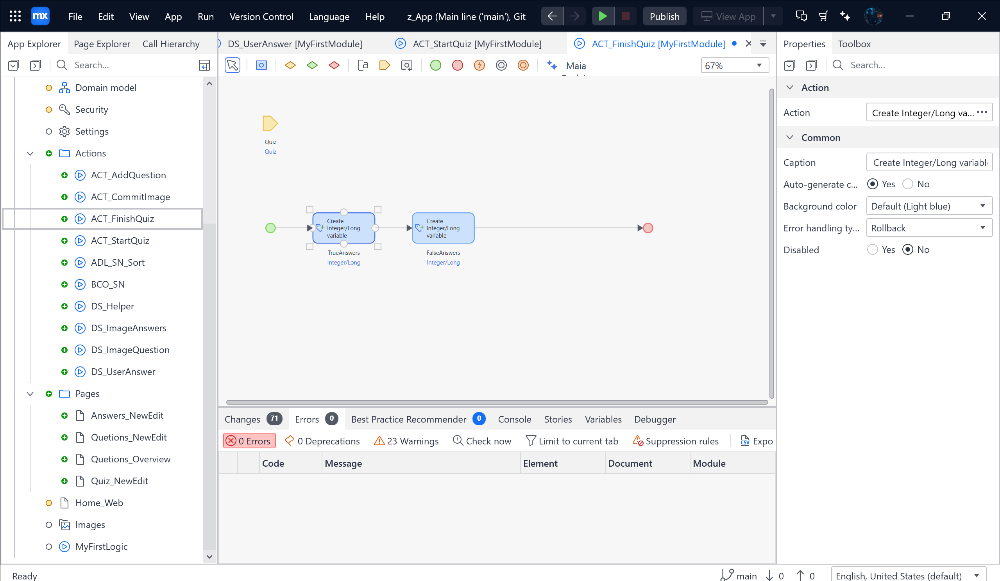 mx File Edit View App Run Version Control Language Help z_App (Main line ('main'), Git Publish View App
App Explorer Page Explorer Call Hierarchy
DS_UserAnswer [MyFirstModule] ACT_StartQuiz [MyFirstModule] ACT_FinishQuiz [MyFirstModule]
Properties Toolbox
Search...
Maia
67%
Search...
Domain model
Security
Settings
Actions
ACT_AddQuestion
ACT_CommitImage
ACT_FinishQuiz
ACT_StartQuiz
ADL_SN_Sort
BCO_SN
DS_Helper
DS_ImageAnswers
DS_ImageQuestion
DS_UserAnswer
Pages
Answers_NewEdit
Quetions_NewEdit
Quetions_Overview
Quiz_NewEdit
Home_Web
Images
MyFirstLogic
Quiz
Quiz
Create
Integer/Long
variable
TrueAnswers
Integer/Long
Create
Integer/Long
variable
FalseAnswers
Integer/Long
Action
Action Create Integer/Long va...
Common
Caption Create Integer/Long variabl
Auto-generate c... Yes No
Background color Default (Light blue)
Error handling ty... Rollback
Disabled Yes No
Changes 71 Errors 0 Best Practice Recommender 0 Console Stories Variables Debugger
0 Errors 0 Deprecations 23 Warnings Check now Limit to current tab Suppression rules CSV Expor
Code Message Element Document Module
Ready main 0 0 English, United States (default)